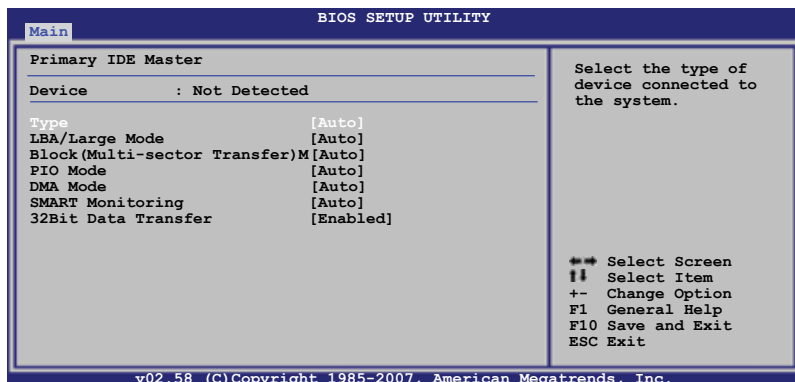 BIOS SETUP UTILITY
Main
Primary IDE Master
Device : Not Detected
Type [Auto]
LBA/Large Mode [Auto]
Block(Multi-sector Transfer)M[Auto]
PIO Mode [Auto]
DMA Mode [Auto]
SMART Monitoring [Auto]
32Bit Data Transfer [Enabled]
Select the type of
device connected to
the system.
Select Screen
Select Item
+- Change Option
F1 General Help
F10 Save and Exit
ESC Exit
v02.58 (C)Copyright 1985-2007, American Megatrends, Inc.